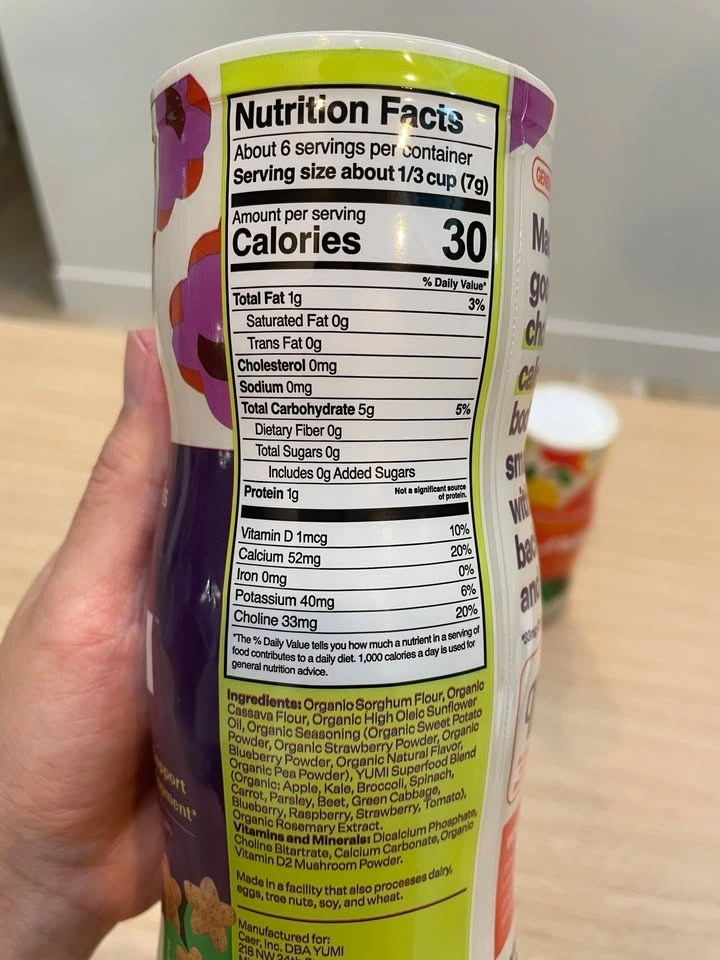 Nutrition Facts
About 6 servings per container
Serving size about 1/3 cup (7g)
Amount per serving
Calories 30
% Daily Value*
Total Fat 1g 3%
Saturated Fat 0g
Trans Fat 0g
Cholesterol 0mg
Sodium 0mg
Total Carbohydrate 5g 5%
Dietary Fiber 0g
Total Sugars 0g
Includes 0g Added Sugars
Protein 1g Not a significant source
of protein.
Vitamin D 1mcg 10%
Calcium 52mg 20%
Iron 0mg 0%
Potassium 40mg 6%
Choline 33mg 20%
*The % Daily Value tells you how much a nutrient in a serving of
food contributes to a daily diet. 1,000 calories a day is used for
general nutrition advice.
Ingredients: Organic Sorghum Flour, Organic
Cassava Flour, Organic High Oleic Sunflower
Oil, Organic Seasoning (Organic Sweet Potato
Powder, Organic Strawberry Powder, Organic
Blueberry Powder, Organic Natural Flavor,
Organic Pea Powder), YUMI Superfood Blend
(Organic: Apple, Kale, Broccoli, Spinach,
Carrot, Parsley, Beet, Green Cabbage,
Blueberry, Raspberry, Strawberry, Tomato),
Organic Rosemary Extract.
Vitamins and Minerals: Dicalcium Phosphate,
Choline Bitartrate, Calcium Carbonate, Organic
Vitamin D2 Mushroom Powder.
Made in a facility that also processes dairy,
eggs, tree nuts, soy, and wheat.
Manufactured for:
Caer, Inc. DBA YUMI
218 NW 24th